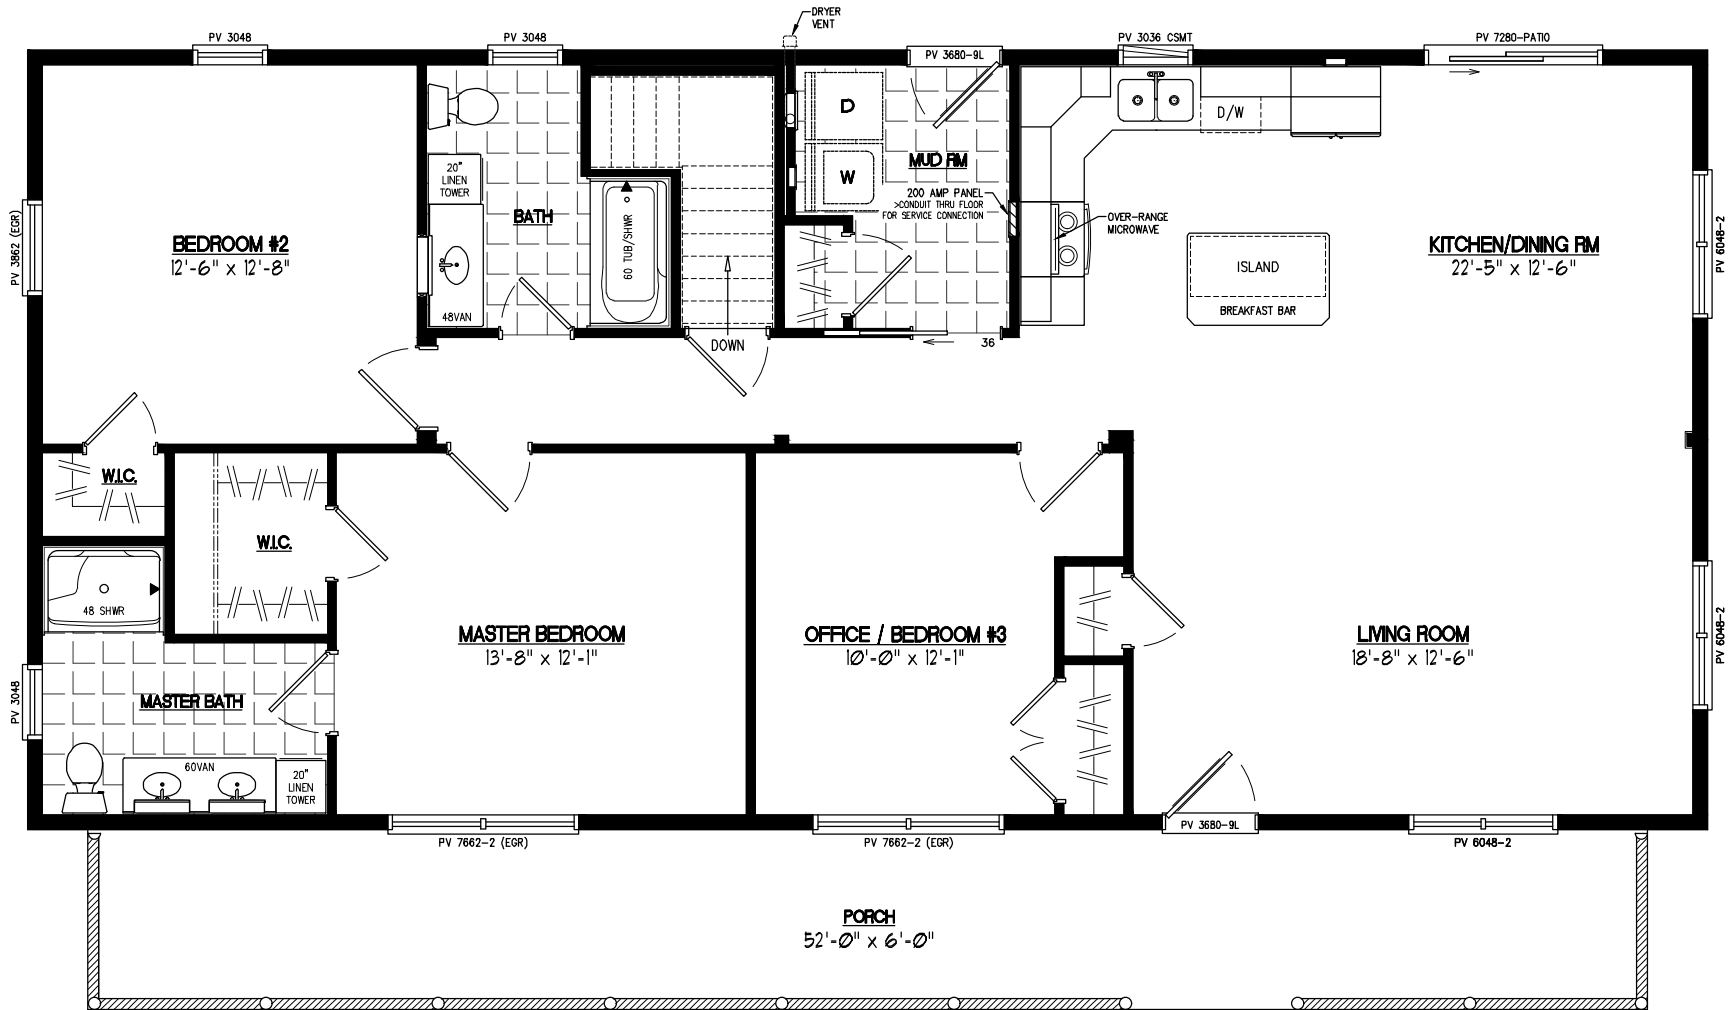 DRYER
VENT
PV 3048
PV 3048
PV 3680-9L
PV 3036 CSMT
PV 7280-PATIO
D
W
MUD RM
200 AMP PANEL
>CONDUIT THRU FLOOR
FOR SERVICE CONNECTION
D/W
20"
LINEN
TOWER
BATH
60 TUB/SHWR
48VAN
DOWN
36
OVER-RANGE
MICROWAVE
ISLAND
BREAKFAST BAR
KITCHEN/DINING RM
22'-5" x 12'-6"
PV 6048-2
PV 3862 (EGR)
BEDROOM #2
12'-6" x 12'-8"
W.I.C.
W.I.C.
48 SHWR
MASTER BEDROOM
13'-8" x 12'-1"
OFFICE / BEDROOM #3
10'-0" x 12'-1"
LIVING ROOM
18'-8" x 12'-6"
PV 6048-2
PV 3048
MASTER BATH
60VAN
20"
LINEN
TOWER
PV 7662-2 (EGR)
PV 7662-2 (EGR)
PV 3680-9L
PV 6048-2
PORCH
52'-0" x 6'-0"